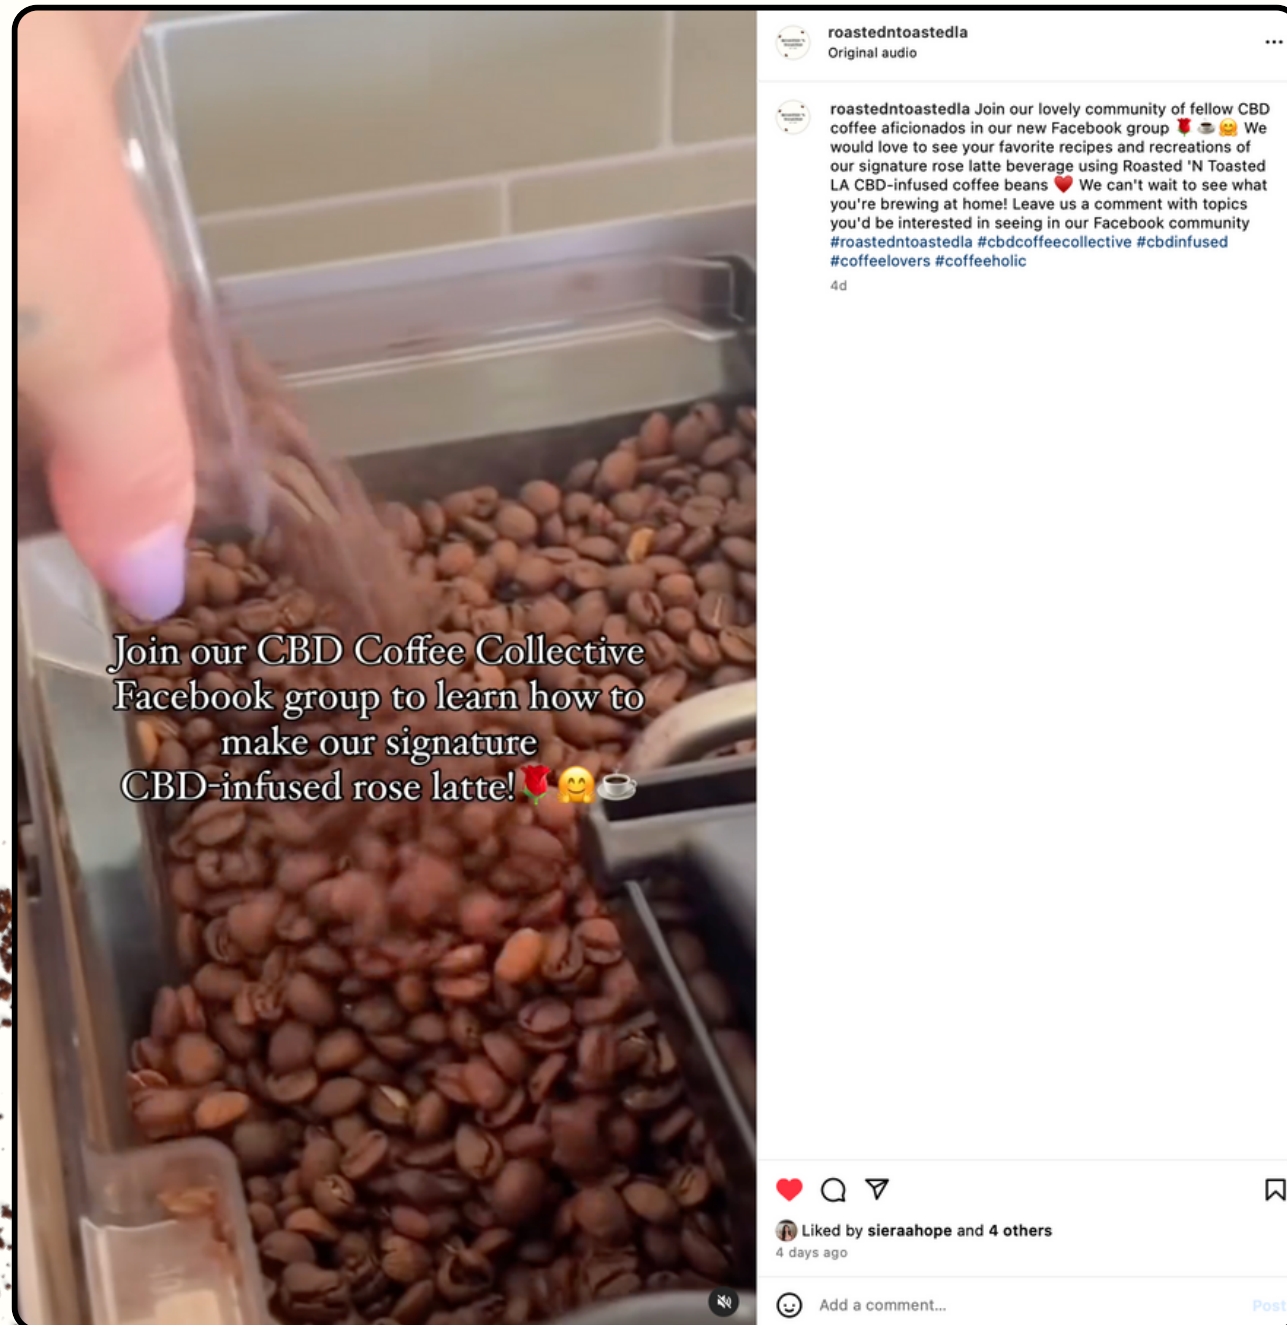 roastedntoastedla
Original audio
roastedntoastedla Join our lovely community of fellow CBD
coffee aficionados in our new Facebook group 🌹 ☕ 🤗 We
would love to see your favorite recipes and recreations of
our signature rose latte beverage using Roasted 'N Toasted
LA CBD-infused coffee beans ❤️ We can't wait to see what
you're brewing at home! Leave us a comment with topics
you'd be interested in seeing in our Facebook community
#roastedntoastedla #cbdcoffeecollective #cbdinfused
#coffeelovers #coffeeholic
4d
Join our CBD Coffee Collective
Facebook group to learn how to
make our signature
CBD-infused rose latte!🌹🤗☕
Liked by sieraahope and 4 others
4 days ago
Add a comment...
Post